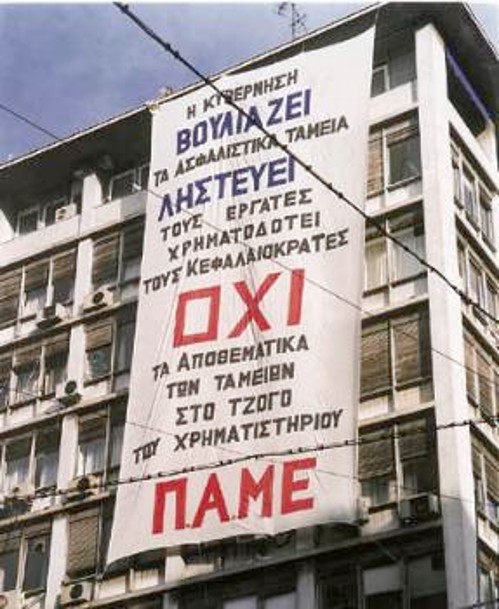 Η ΚΥΒΕΡΝΗΣΗ
ΒΟΥΛΙΑΖΕΙ
ΤΑ ΑΣΦΑΛΙΣΤΙΚΑ ΤΑΜΕΙΑ
ΛΗΣΤΕΥΕΙ
ΤΟΥΣ ΕΡΓΑΤΕΣ
ΧΡΗΜΑΤΟΔΟΤΕΙ
ΤΟΥΣ ΚΕΦΑΛΑΙΟΚΡΑΤΕΣ
ΟΧΙ
ΤΑ ΑΠΟΘΕΜΑΤΙΚΑ
ΤΩΝ ΤΑΜΕΙΩΝ
ΣΤΟ ΤΖΟΓΟ
ΤΟΥ ΧΡΗΜΑΤΙΣΤΗΡΙΟΥ
Π.Α.ΜΕ